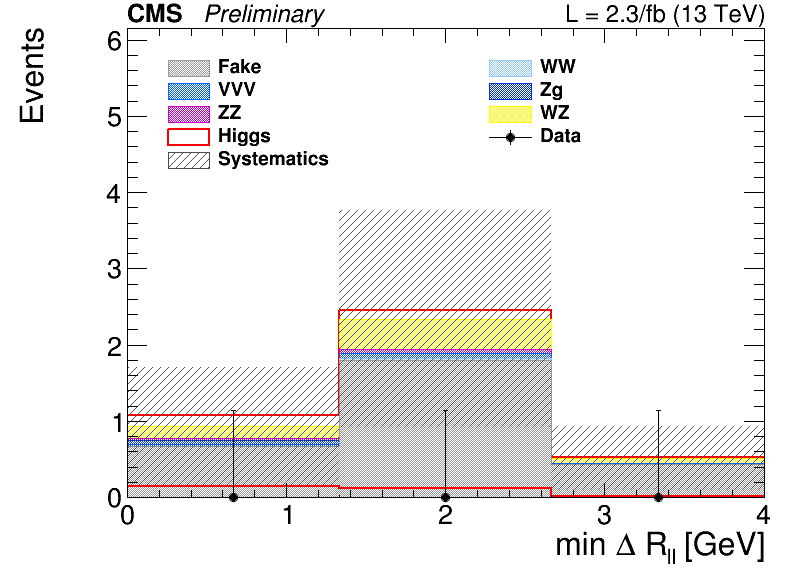 CMS Preliminary L = 2.3/fb (13 TeV)
Events
6
5
4
3
2
1
0
Fake
VVV
ZZ
Higgs
Systematics
WW
Zg
WZ
Data
0 1 2 3 4
min Δ R_ll [GeV]